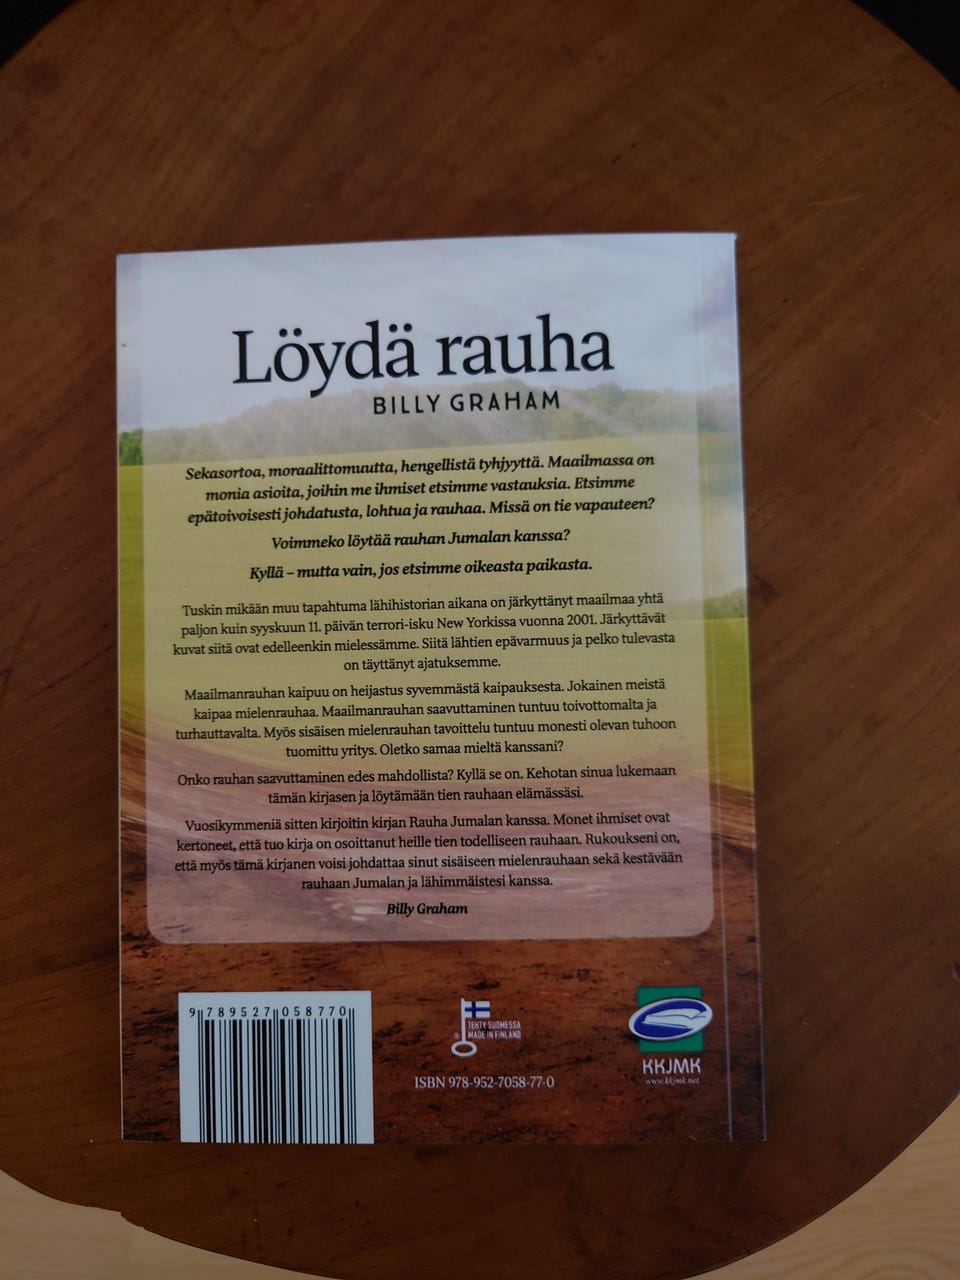 Löydä rauha
BILLY GRAHAM
Sekasortoa, moraalittomuutta, hengellistä tyhjyyttä. Maailmassa on
monia asioita, joihin me ihmiset etsimme vastauksia. Etsimme
epätoivoisesti johdatusta, lohtua ja rauhaa. Missä on tie vapauteen?
Voimmeko löytää rauhan Jumalan kanssa?
Kyllä – mutta vain, jos etsimme oikeasta paikasta.
Tuskin mikään muu tapahtuma lähihistorian aikana on järkyttänyt maailmaa yhtä
paljon kuin syyskuun 11. päivän terrori-isku New Yorkissa vuonna 2001. Järkyttävät
kuvat siitä ovat edelleenkin mielessämme. Siitä lähtien epävarmuus ja pelko tulevasta
on täyttänyt ajatuksemme.
Maailmanrauhan kaipuu on heijastus syvemmästä kaipauksesta. Jokainen meistä
kaipaa mielenrauhaa. Maailmanrauhan saavuttaminen tuntuu toivottomalta ja
turhauttavalta. Myös sisäisen mielenrauhan tavoittelu tuntuu monesti olevan tuhoon
tuomittu yritys. Oletko samaa mieltä kanssani?
Onko rauhan saavuttaminen edes mahdollista? Kyllä se on. Kehotan sinua lukemaan
tämän kirjasen ja löytämään tien rauhaan elämässäsi.
Vuosikymmeniä sitten kirjoitin kirjan Rauha Jumalan kanssa. Monet ihmiset ovat
kertoneet, että tuo kirja on osoittanut heille tien todelliseen rauhaan. Rukoukseni on,
että myös tämä kirjanen voisi johdattaa sinut sisäiseen mielenrauhaan sekä kestävään
rauhaan Jumalan ja lähimmäistesi kanssa.
Billy Graham
9 789527 058770
TEHTY SUOMESSA
® MADE IN FINLAND
ISBN 978-952-7058-77-0
KKJMK
www.kkjmk.net